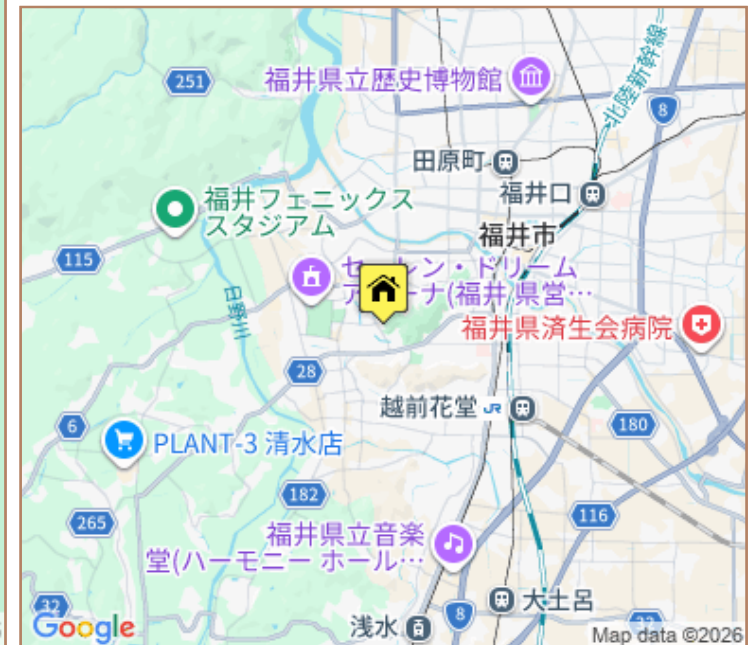 251
福井県立歴史博物館
北陸新幹線
8
田原町
福井口
福井フェニックス
スタジアム
福井市
115
セーレン・ドリーム
ア
ーナ(福井 県営…
日野川
福井県済生会病院
28
越前花堂 JR
6
180
PLANT-3 清水店
182
265
116
福井県立音楽
堂(ハーモニー ホール…
32
大土呂
8
32
浅水
Google
Map data ©2026